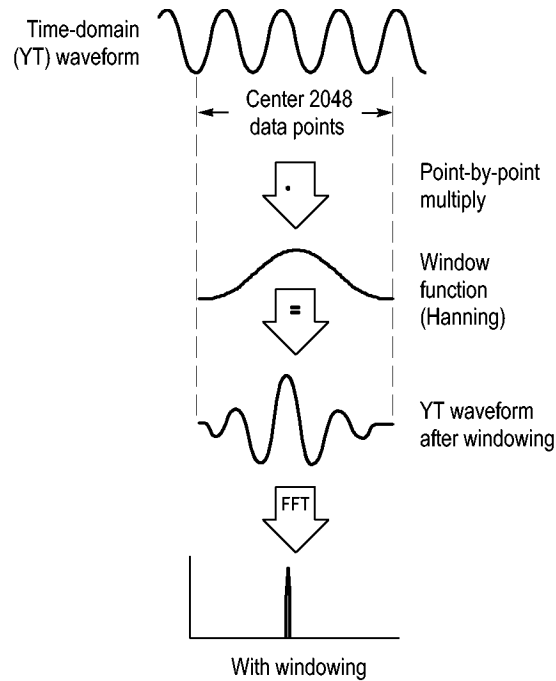 Time-domain
(YT) waveform
Center 2048
data points
Point-by-point
multiply
Window
function
(Hanning)
=
YT waveform
after windowing
FFT
With windowing